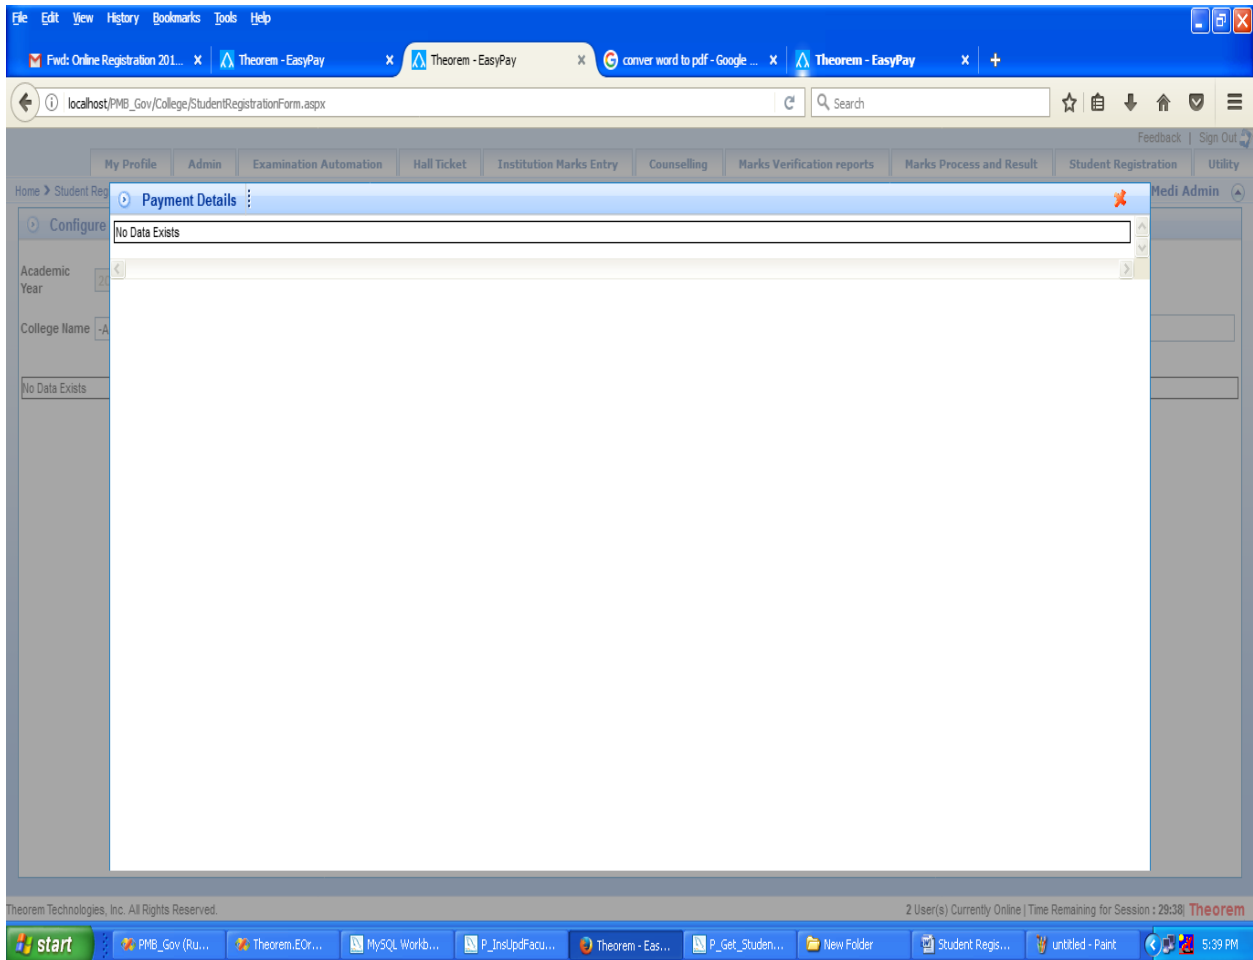 File Edit View History Bookmarks Tools Help
Fwd: Online Registration 201... Theorem - EasyPay Theorem - EasyPay conver word to pdf - Google ... Theorem - EasyPay
localhost/PMB_Gov/College/StudentRegistrationForm.aspx Search
Feedback | Sign Out
My Profile Admin Examination Automation Hall Ticket Institution Marks Entry Counselling Marks Verification reports Marks Process and Result Student Registration Utility
Home Student Reg Medi Admin
Payment Details
Configure
No Data Exists
Academic
Year 20
College Name -A
No Data Exists
Theorem Technologies, Inc. All Rights Reserved. 2 User(s) Currently Online | Time Remaining for Session : 29:38| Theorem
start PMB_Gov (Ru... Theorem.EOr... MySQL Workb... P_InsUpdFacu... Theorem - Eas... P_Get_Studen... New Folder Student Regis... untitled - Paint 5:39 PM